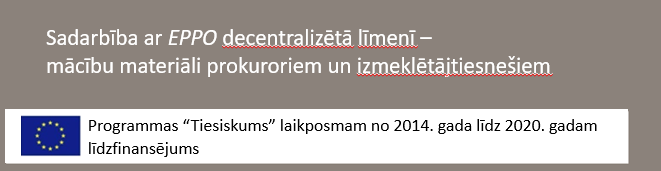 Sadarbība ar EPPO decentralizētā līmenī –
mācību materiāli prokuroriem un izmeklētājtiesnešiem
Programmas “Tiesiskums” laikposmam no 2014. gada līdz 2020. gadam
līdzfinansējums